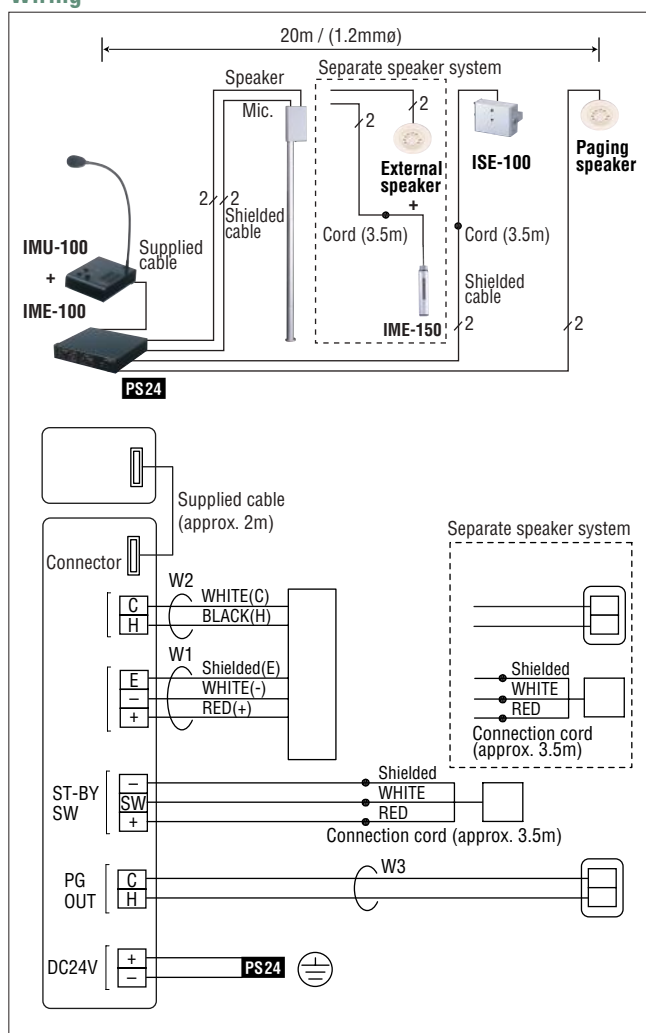 Wiring
20m / (1.2mmø)
Speaker
Mic.
Separate speaker system
2
2
External
speaker
+
Cord (3.5m)
IME-150
ISE-100
Cord (3.5m)
Shielded
cable
2
Paging
speaker
2
2
2
Shielded
cable
IMU-100
+
IME-100
Supplied
cable
PS24
Supplied cable
(approx. 2m)
Connector
W2
C
H
WHITE(C)
BLACK(H)
W1
E
–
+
Shielded(E)
WHITE(-)
RED(+)
Separate speaker system
Shielded
WHITE
RED
Connection cord
(approx. 3.5m)
ST-BY
SW
–
SW
+
Shielded
WHITE
RED
Connection cord (approx. 3.5m)
PG
OUT
C
H
W3
DC24V
+
–
PS24